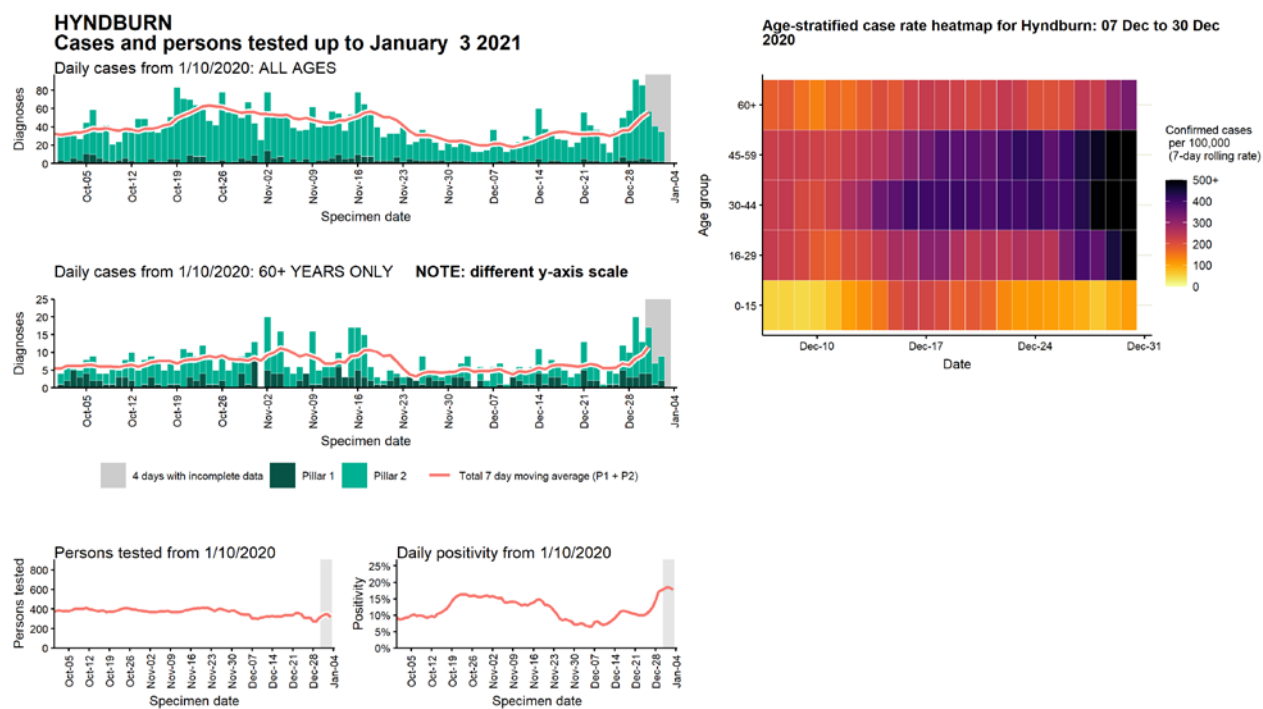 HYNDBURN
Cases and persons tested up to January 3 2021
Daily cases from 1/10/2020: ALL AGES
Diagnoses
80
60
40
20
0
Oct-05
Oct-12
Oct-19
Oct-26
Nov-02
Nov-09
Nov-16
Nov-23
Nov-30
Dec-07
Dec-14
Dec-21
Dec-28
Jan-04
Specimen date
Daily cases from 1/10/2020: 60+ YEARS ONLY NOTE: different y-axis scale
Diagnoses
25
20
15
10
5
0
Oct-05
Oct-12
Oct-19
Oct-26
Nov-02
Nov-09
Nov-16
Nov-23
Nov-30
Dec-07
Dec-14
Dec-21
Dec-28
Jan-04
Specimen date
4 days with incomplete data Pillar 1 Pillar 2 Total 7 day moving average (P1 + P2)
Persons tested from 1/10/2020
Persons tested
800
600
400
200
0
Oct-05
Oct-12
Oct-19
Oct-26
Nov-02
Nov-09
Nov-16
Nov-23
Nov-30
Dec-07
Dec-14
Dec-21
Dec-28
Jan-04
Specimen date
Daily positivity from 1/10/2020
Positivity
25%
20%
15%
10%
5%
0%
Oct-05
Oct-12
Oct-19
Oct-26
Nov-02
Nov-09
Nov-16
Nov-23
Nov-30
Dec-07
Dec-14
Dec-21
Dec-28
Jan-04
Specimen date
Age-stratified case rate heatmap for Hyndburn: 07 Dec to 30 Dec
2020
Age group
60+
45-59
30-44
16-29
0-15
Dec-10
Dec-17
Dec-24
Dec-31
Date
Confirmed cases
per 100,000
(7-day rolling rate)
500+
400
300
200
100
0